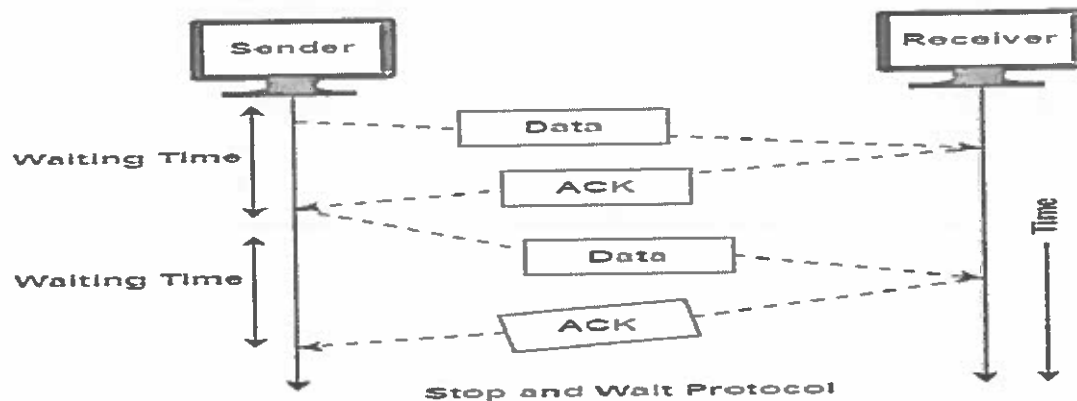 Sender
Receiver
Data
Waiting Time
ACK
Time
Data
Waiting Time
ACK
Stop and Wait Protocol